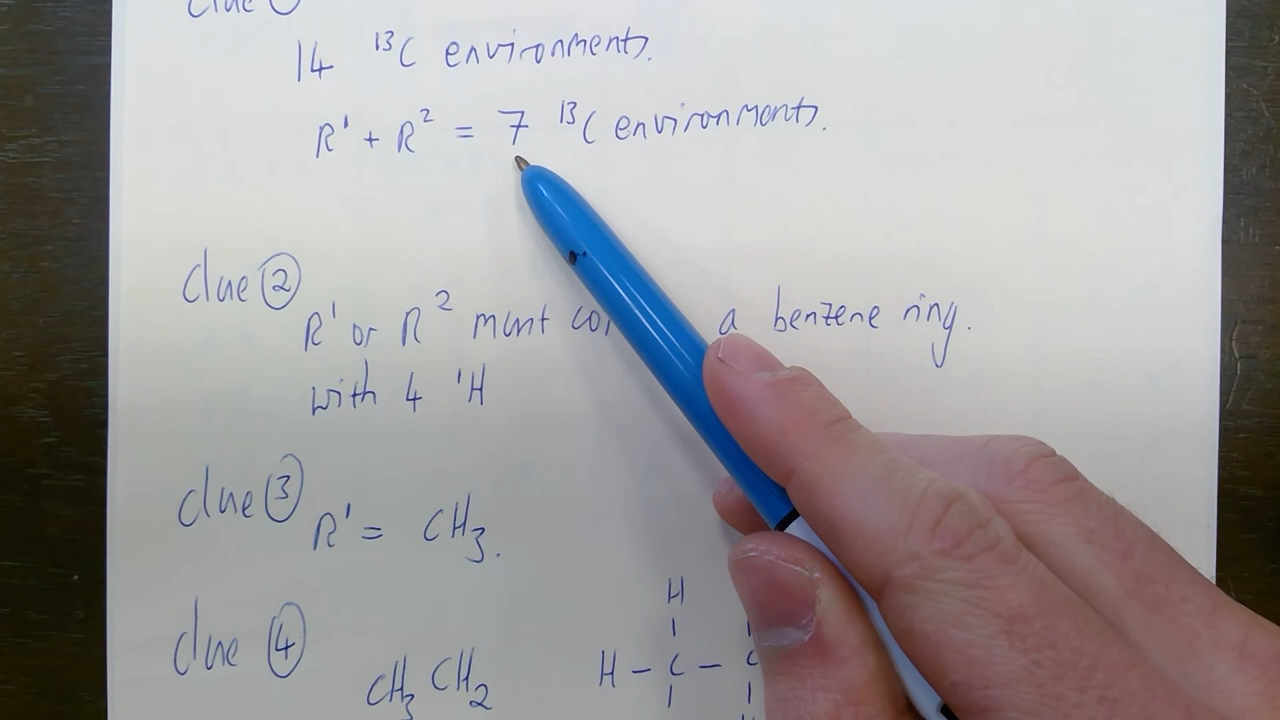 clue
14 ¹³C environments.
R¹ + R² = 7 ¹³C environments.
clue ②
R¹ or R² must a benzene ring.
with 4 ¹H
clue ③
R¹ = CH₃.
clue ④
CH₃ CH₂
H
H - C - C